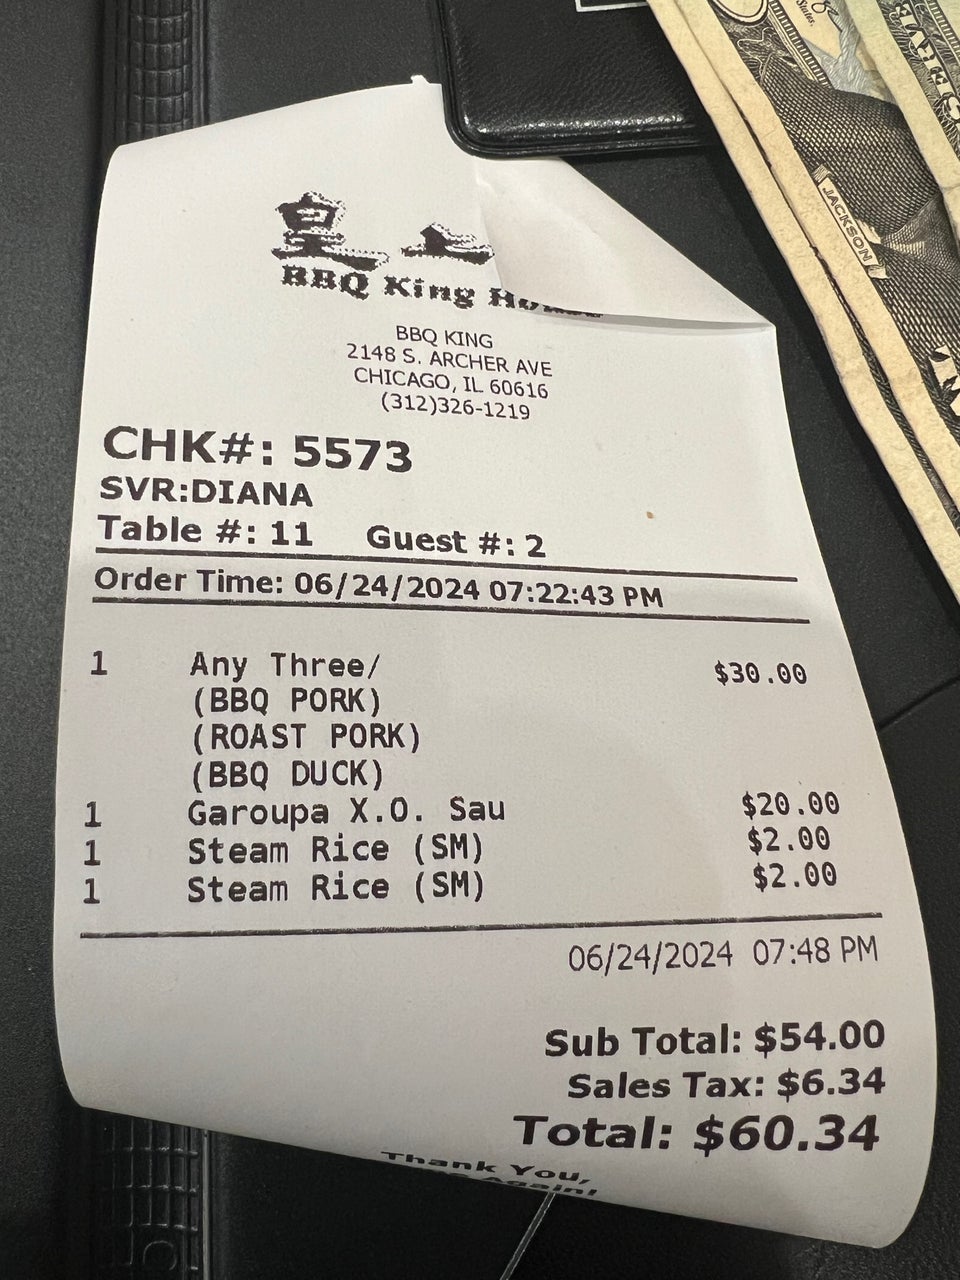 皇上
BBQ King House
BBQ KING
2148 S. ARCHER AVE
CHICAGO, IL 60616
(312)326-1219
CHK#: 5573
SVR:DIANA
Table #: 11 Guest #: 2
Order Time: 06/24/2024 07:22:43 PM
1 Any Three/ $30.00
(BBQ PORK)
(ROAST PORK)
(BBQ DUCK)
1 Garoupa X.O. Sau $20.00
1 Steam Rice (SM) $2.00
1 Steam Rice (SM) $2.00
06/24/2024 07:48 PM
Sub Total: $54.00
Sales Tax: $6.34
Total: $60.34
Thank You,
Again!
JACKSON
States.